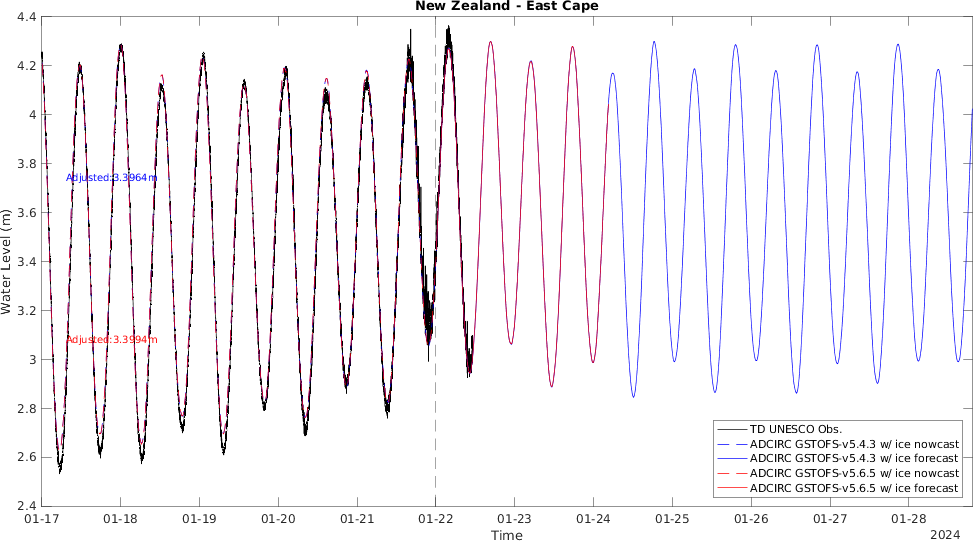 New Zealand - East Cape
4.4
4.2
4
3.8
3.6
3.4
3.2
3
2.8
2.6
2.4
Water Level (m)
Adjusted:3.3964m
Adjusted:3.3994m
TD UNESCO Obs.
ADCIRC GSTOFS-v5.4.3 w/ ice nowcast
ADCIRC GSTOFS-v5.4.3 w/ ice forecast
ADCIRC GSTOFS-v5.6.5 w/ ice nowcast
ADCIRC GSTOFS-v5.6.5 w/ ice forecast
01-17 01-18 01-19 01-20 01-21 01-22 01-23 01-24 01-25 01-26 01-27 01-28
Time
2024